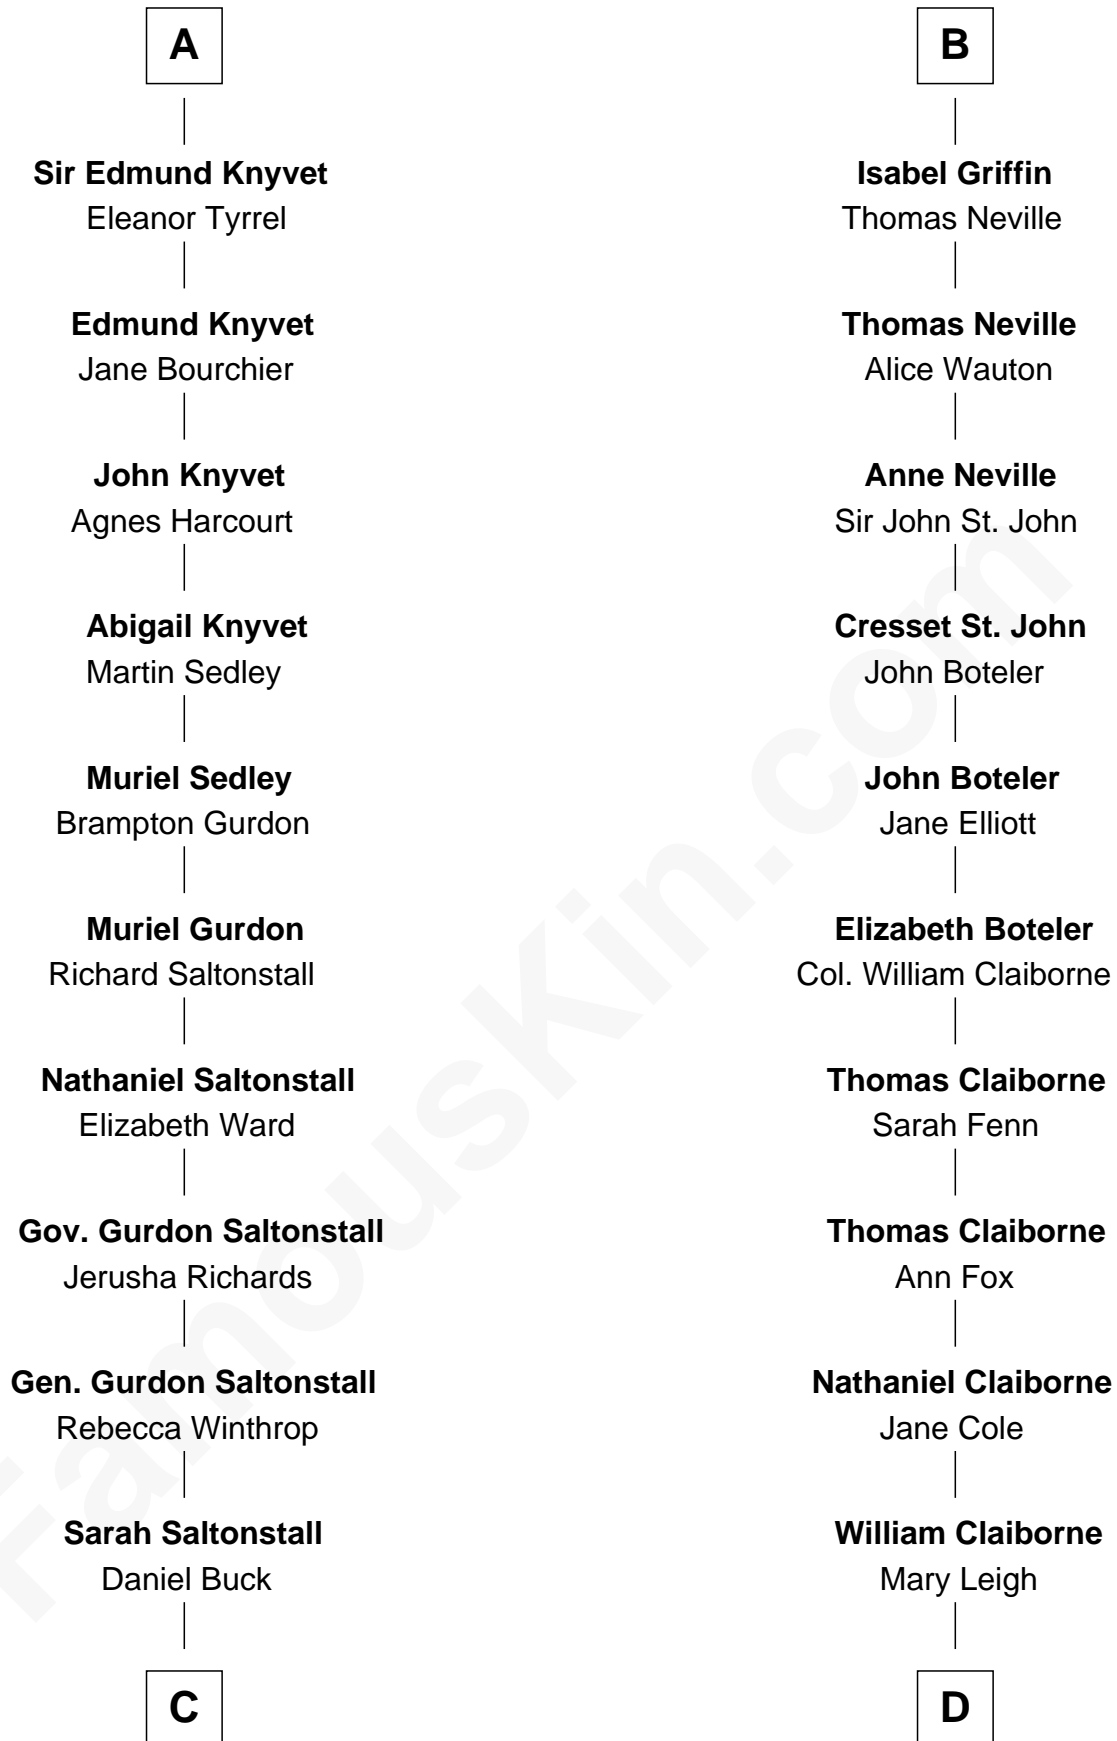 A
Sir Edmund Knyvet
Eleanor Tyrrel
Edmund Knyvet
Jane Bourchier
John Knyvet
Agnes Harcourt
Abigail Knyvet
Martin Sedley
Muriel Sedley
Brampton Gurdon
Muriel Gurdon
Richard Saltonstall
Nathaniel Saltonstall
Elizabeth Ward
Gov. Gurdon Saltonstall
Jerusha Richards
Gen. Gurdon Saltonstall
Rebecca Winthrop
Sarah Saltonstall
Daniel Buck
C
B
Isabel Griffin
Thomas Neville
Thomas Neville
Alice Wauton
Anne Neville
Sir John St. John
Cresset St. John
John Boteler
John Boteler
Jane Elliott
Elizabeth Boteler
Col. William Claiborne
Thomas Claiborne
Sarah Fenn
Thomas Claiborne
Ann Fox
Nathaniel Claiborne
Jane Cole
William Claiborne
Mary Leigh
D
FamousKin.com